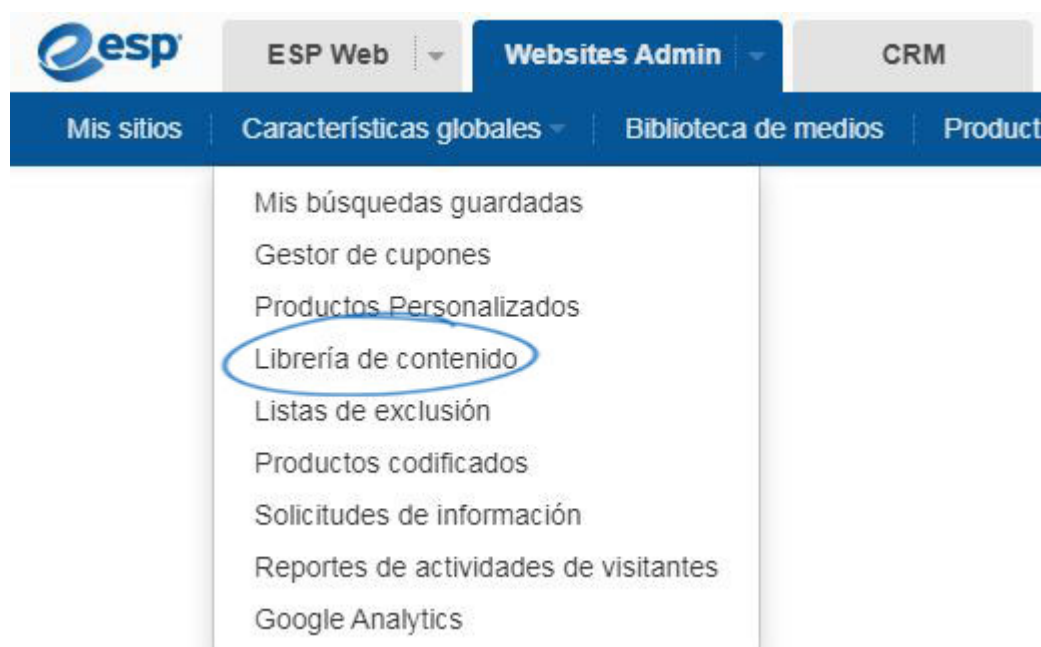 esp ESP Web Websites Admin CRM
Mis sitios Características globales Biblioteca de medios Product
Mis búsquedas guardadas
Gestor de cupones
Productos Personalizados
Librería de contenido
Listas de exclusión
Productos codificados
Solicitudes de información
Reportes de actividades de visitantes
Google Analytics